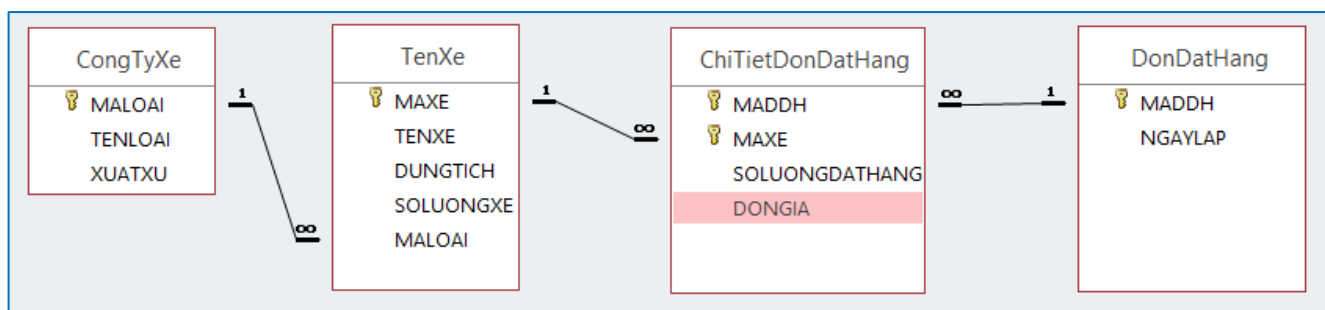 CongTyXe
MALOAI
TENLOAI
XUATXU
1
∞
TenXe
MAXE
TENXE
DUNGTICH
SOLUONGXE
MALOAI
1
∞
ChiTietDonDatHang
MADDH
MAXE
SOLUONGDATHANG
DONGIA
∞
1
DonDatHang
MADDH
NGAYLAP